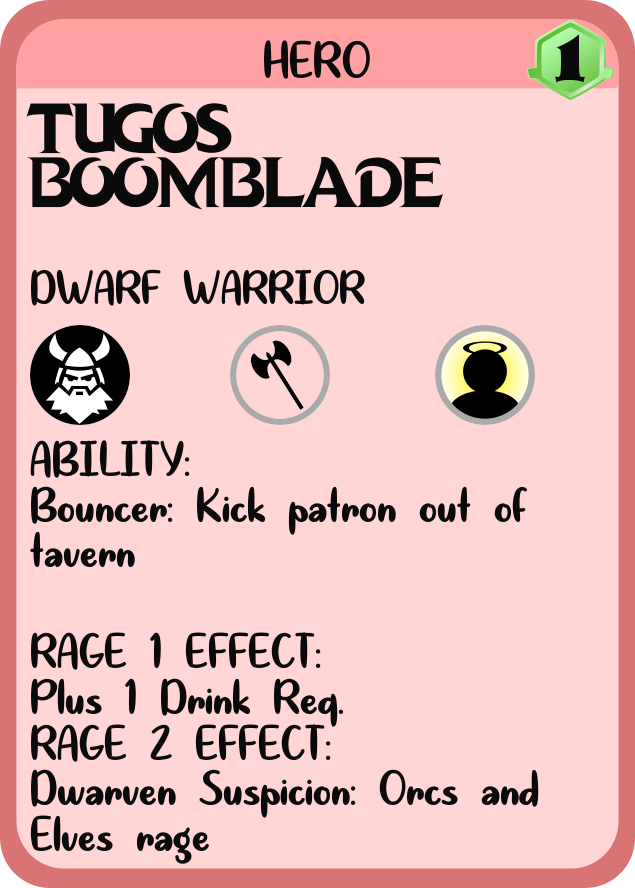 HERO
1
TUGOS
BOOMBLADE
DWARF WARRIOR
ABILITY:
Bouncer: Kick patron out of
tavern
RAGE 1 EFFECT:
Plus 1 Drink Req.
RAGE 2 EFFECT:
Dwarven Suspicion: Orcs and
Elves rage